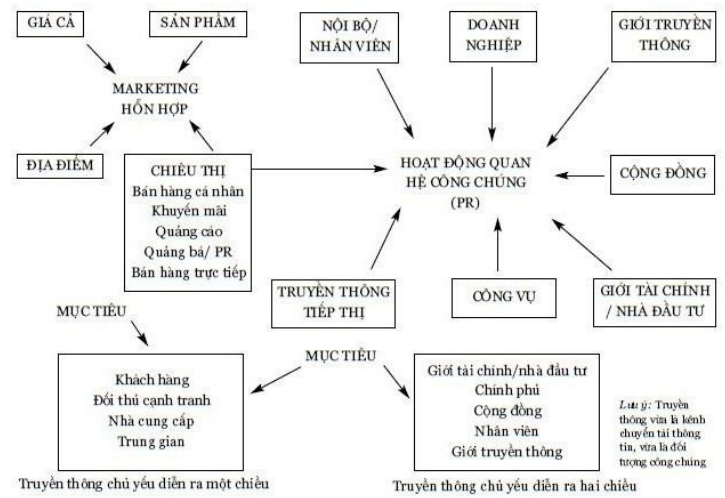 GIÁ CẢ
SẢN PHẨM
MARKETING
HỖN HỢP
ĐỊA ĐIỂM
CHIÊU THỊ
Bán hàng cá nhân
Khuyến mãi
Quảng cáo
Quảng bá/ PR
Bán hàng trực tiếp
NỘI BỘ/
NHÂN VIÊN
DOANH
NGHIỆP
GIỚI TRUYỀN
THÔNG
HOẠT ĐỘNG QUAN
HỆ CÔNG CHÚNG
(PR)
CỘNG ĐỒNG
TRUYỀN THÔNG
TIẾP THỊ
CÔNG VỤ
GIỚI TÀI CHÍNH
/ NHÀ ĐẦU TƯ
MỤC TIÊU
Khách hàng
Đối thủ cạnh tranh
Nhà cung cấp
Trung gian
Truyền thông chủ yếu diễn ra một chiều
MỤC TIÊU
Giới tài chính/nhà đầu tư
Chính phủ
Cộng đồng
Nhân viên
Giới truyền thông
Truyền thông chủ yếu diễn ra hai chiều
Lưu ý: Truyền
thông vừa là kênh
chuyển tải thông
tin, vừa là đối
tượng công chúng